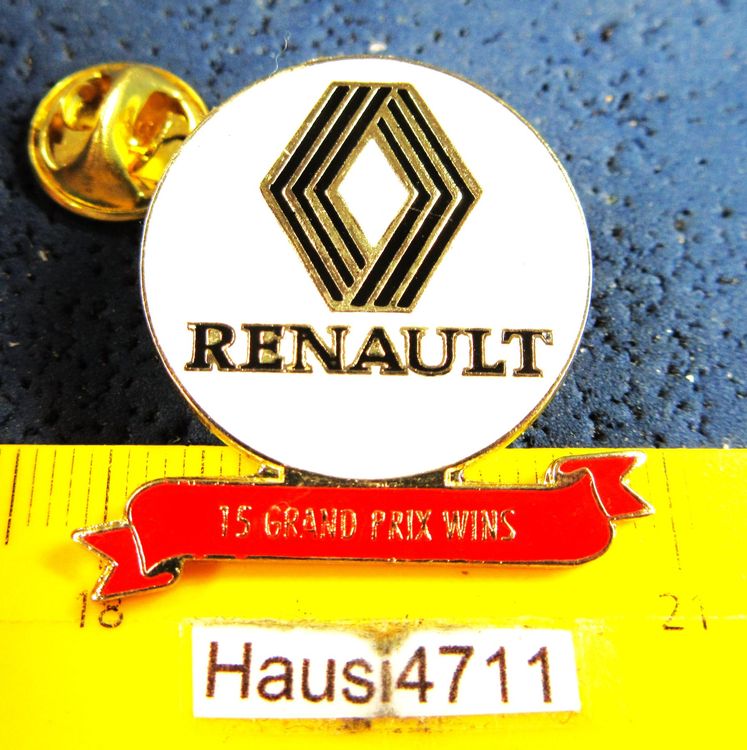 RENAULT
15 GRAND PRIX WINS
18 21
Hausi4711